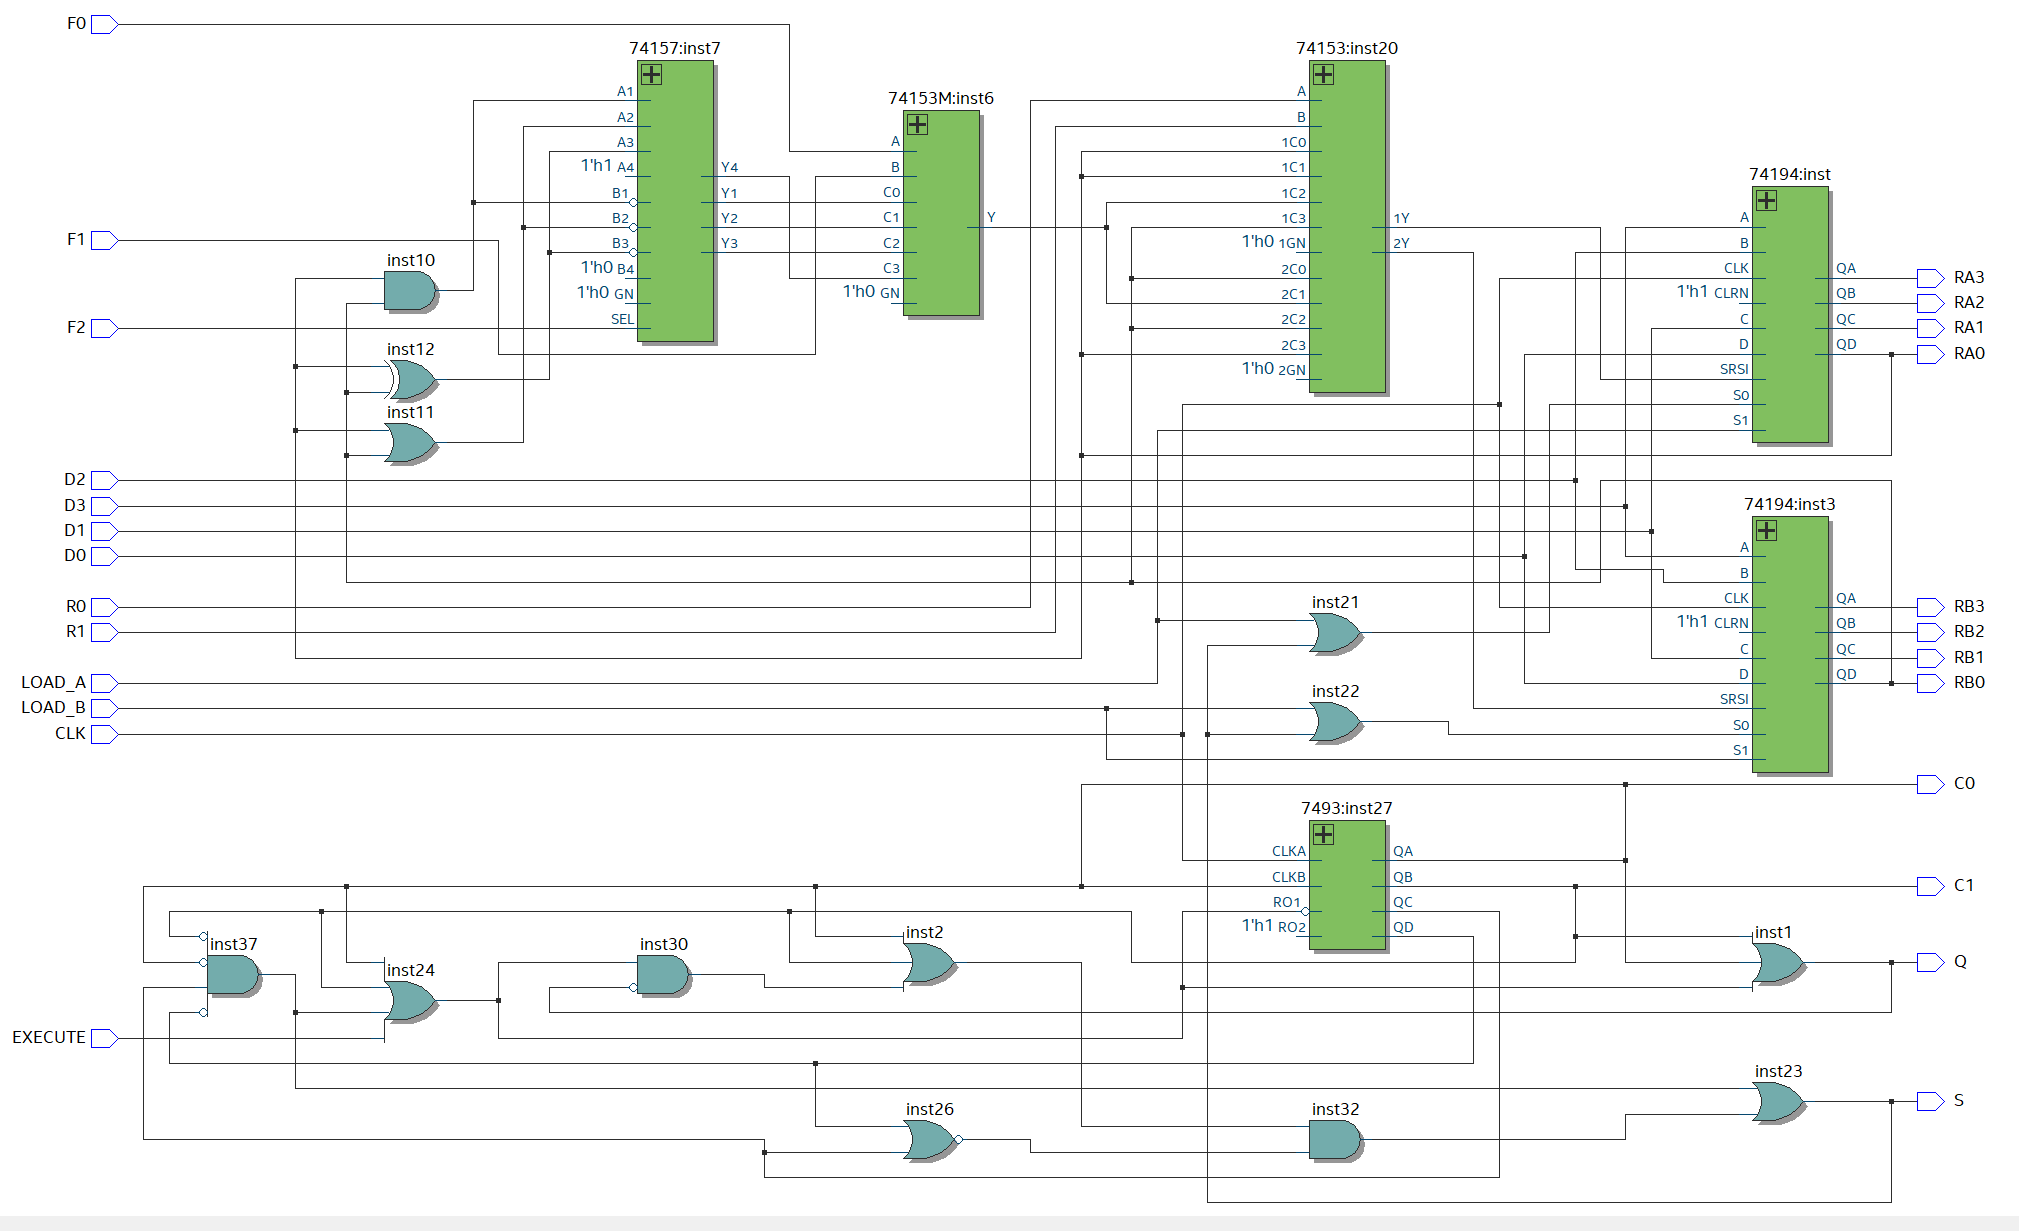 F0
F1
F2
D2
D3
D1
D0
R0
R1
LOAD_A
LOAD_B
CLK
EXECUTE
inst10
inst12
inst11
74157:inst7
A1
A2
A3
1'h1 A4
B1
B2
B3
1'h0 B4
1'h0 GN
SEL
Y4
Y1
Y2
Y3
74153M:inst6
A
B
C0
C1
C2
C3
1'h0 GN
Y
74153:inst20
A
B
1C0
1C1
1C2
1C3
1'h0 1GN
2C0
2C1
2C2
2C3
1'h0 2GN
1Y
2Y
74194:inst
A
B
CLK
1'h1 CLRN
C
D
SRSI
S0
S1
QA
QB
QC
QD
RA3
RA2
RA1
RA0
74194:inst3
A
B
CLK
1'h1 CLRN
C
D
SRSI
S0
S1
QA
QB
QC
QD
RB3
RB2
RB1
RB0
inst21
inst22
7493:inst27
CLKA
CLKB
RO1
1'h1 RO2
QA
QB
QC
QD
C0
C1
inst37
inst24
inst30
inst2
inst1
Q
inst26
inst32
inst23
S